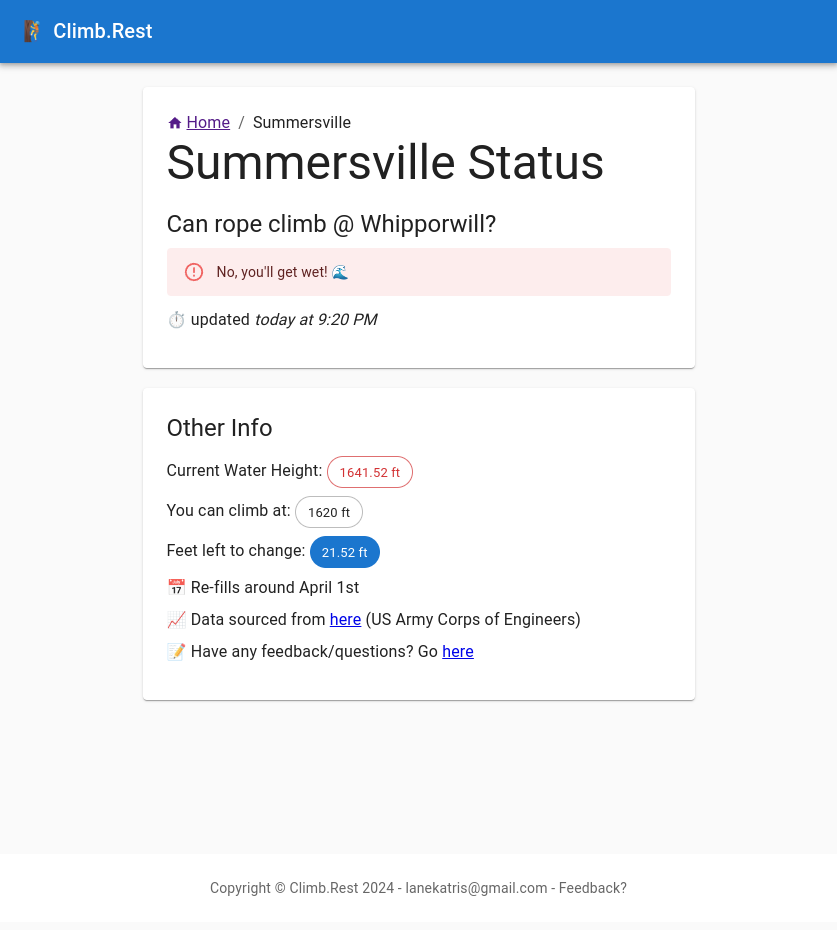 Climb.Rest
Home / Summersville
Summersville Status
Can rope climb @ Whipporwill?
No, you'll get wet! 🌊
⏱️ updated today at 9:20 PM
Other Info
Current Water Height: 1641.52 ft
You can climb at: 1620 ft
Feet left to change: 21.52 ft
📅 Re-fills around April 1st
📈 Data sourced from here (US Army Corps of Engineers)
📝 Have any feedback/questions? Go here
Copyright © Climb.Rest 2024 - lanekatris@gmail.com - Feedback?